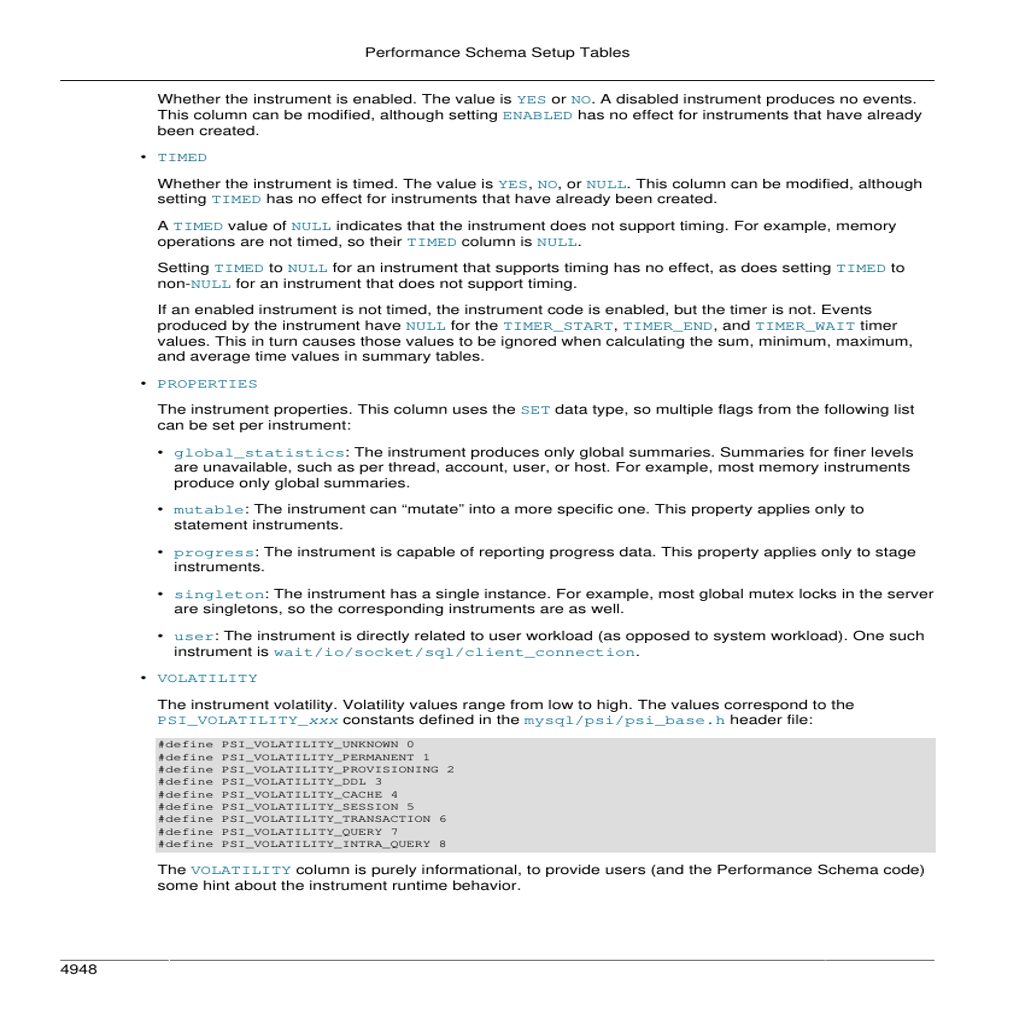 Performance Schema Setup Tables
Whether the instrument is enabled. The value is YES or NO. A disabled instrument produces no events.
This column can be modified, although setting ENABLED has no effect for instruments that have already
been created.
• TIMED
Whether the instrument is timed. The value is YES, NO, or NULL. This column can be modified, although
setting TIMED has no effect for instruments that have already been created.
A TIMED value of NULL indicates that the instrument does not support timing. For example, memory
operations are not timed, so their TIMED column is NULL.
Setting TIMED to NULL for an instrument that supports timing has no effect, as does setting TIMED to
non-NULL for an instrument that does not support timing.
If an enabled instrument is not timed, the instrument code is enabled, but the timer is not. Events
produced by the instrument have NULL for the TIMER_START, TIMER_END, and TIMER_WAIT timer
values. This in turn causes those values to be ignored when calculating the sum, minimum, maximum,
and average time values in summary tables.
• PROPERTIES
The instrument properties. This column uses the SET data type, so multiple flags from the following list
can be set per instrument:
• global_statistics: The instrument produces only global summaries. Summaries for finer levels
are unavailable, such as per thread, account, user, or host. For example, most memory instruments
produce only global summaries.
• mutable: The instrument can “mutate” into a more specific one. This property applies only to
statement instruments.
• progress: The instrument is capable of reporting progress data. This property applies only to stage
instruments.
• singleton: The instrument has a single instance. For example, most global mutex locks in the server
are singletons, so the corresponding instruments are as well.
• user: The instrument is directly related to user workload (as opposed to system workload). One such
instrument is wait/io/socket/sql/client_connection.
• VOLATILITY
The instrument volatility. Volatility values range from low to high. The values correspond to the
PSI_VOLATILITY_xxx constants defined in the mysql/psi/psi_base.h header file:
#define PSI_VOLATILITY_UNKNOWN 0
#define PSI_VOLATILITY_PERMANENT 1
#define PSI_VOLATILITY_PROVISIONING 2
#define PSI_VOLATILITY_DDL 3
#define PSI_VOLATILITY_CACHE 4
#define PSI_VOLATILITY_SESSION 5
#define PSI_VOLATILITY_TRANSACTION 6
#define PSI_VOLATILITY_QUERY 7
#define PSI_VOLATILITY_INTRA_QUERY 8
The VOLATILITY column is purely informational, to provide users (and the Performance Schema code)
some hint about the instrument runtime behavior.
4948